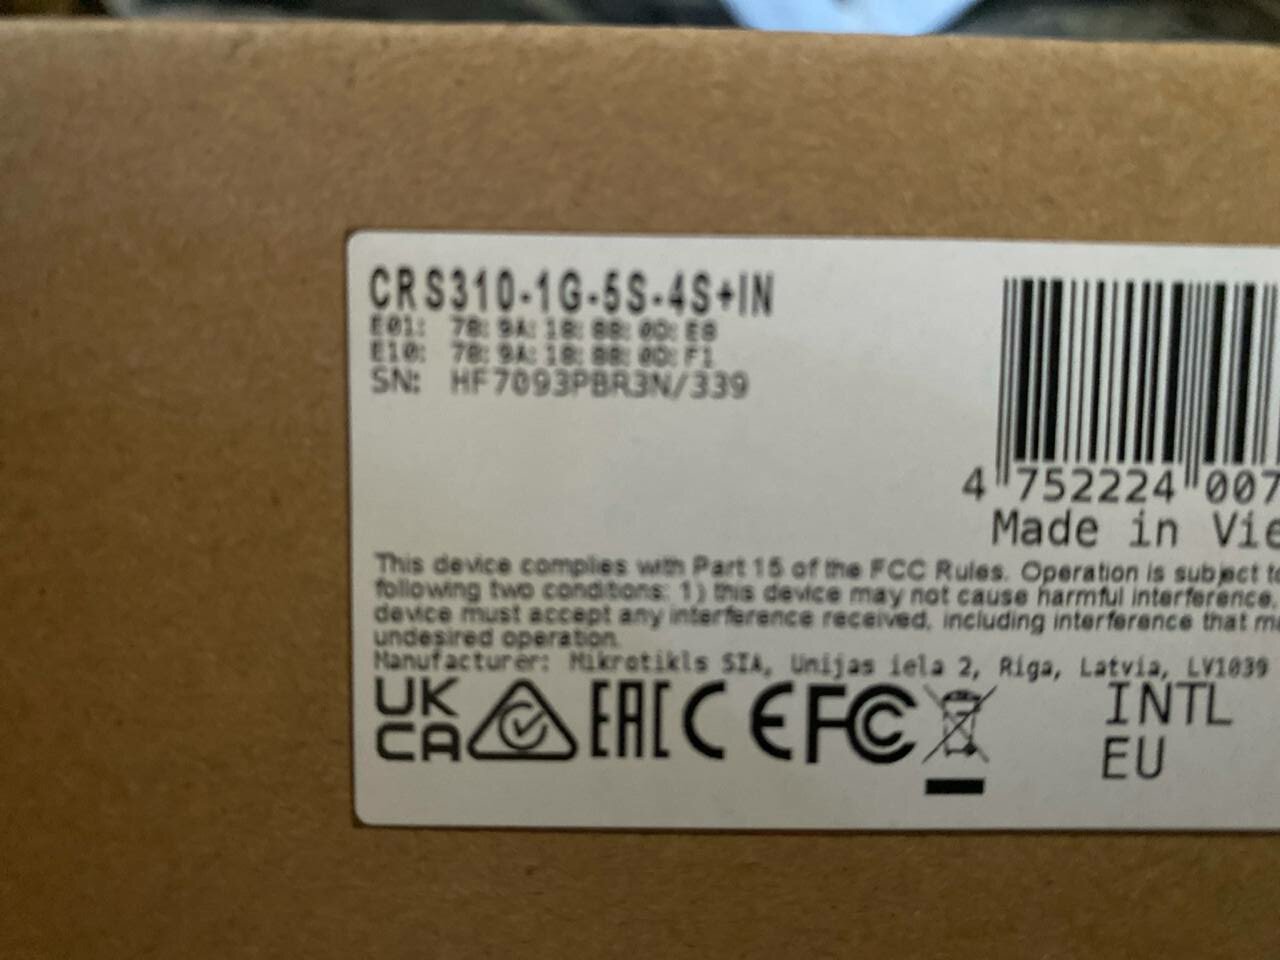 CRS310-1G-5S-4S+IN
E01: 78: 9A: 18: 88: 0D: E8
E10: 78: 9A: 18: 88: 0D: F1
SN: HF7093PBR3N/339
4 752224 007
Made in Vie
This device complies with Part 15 of the FCC Rules. Operation is subject to
following two conditions: 1) this device may not cause harmful interference,
device must accept any interference received, including interference that ma
undesired operation.
Manufacturer: Mikrotikls SIA, Unijas iela 2, Riga, Latvia, LV1039
UK
CA EAC CE FC INTL
EU